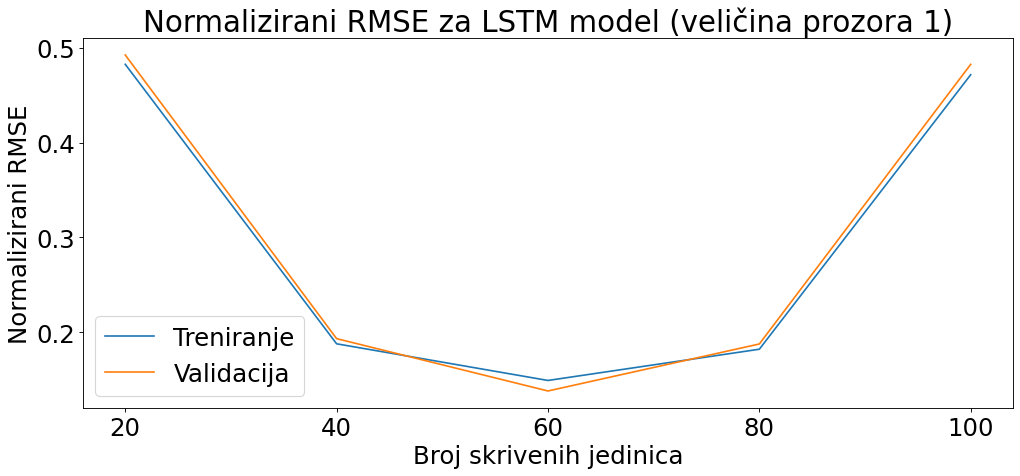 Normalizirani RMSE za LSTM model (veličina prozora 1)
Normalizirani RMSE
0.5
0.4
0.3
0.2
Treniranje
Validacija
20 40 60 80 100
Broj skrivenih jedinica